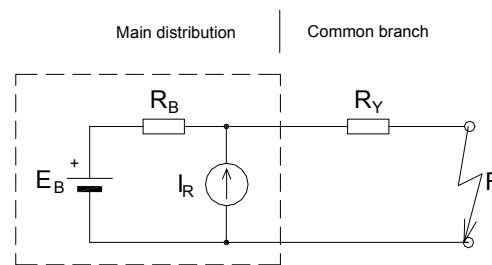 Main distribution
Common branch
R_B
R_Y
+
E_B
I_R
F